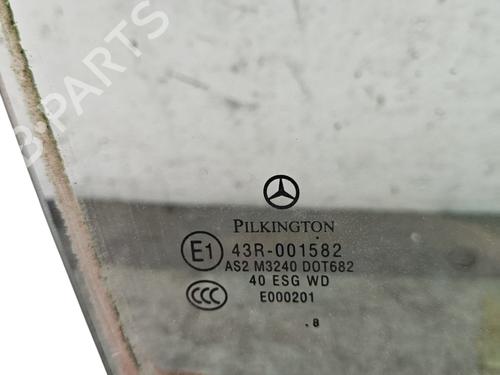 B-PARTS
PILKINGTON
E1 43R-001582
AS2 M3240 DOT682
40 ESG WD
CCC E000201
.8